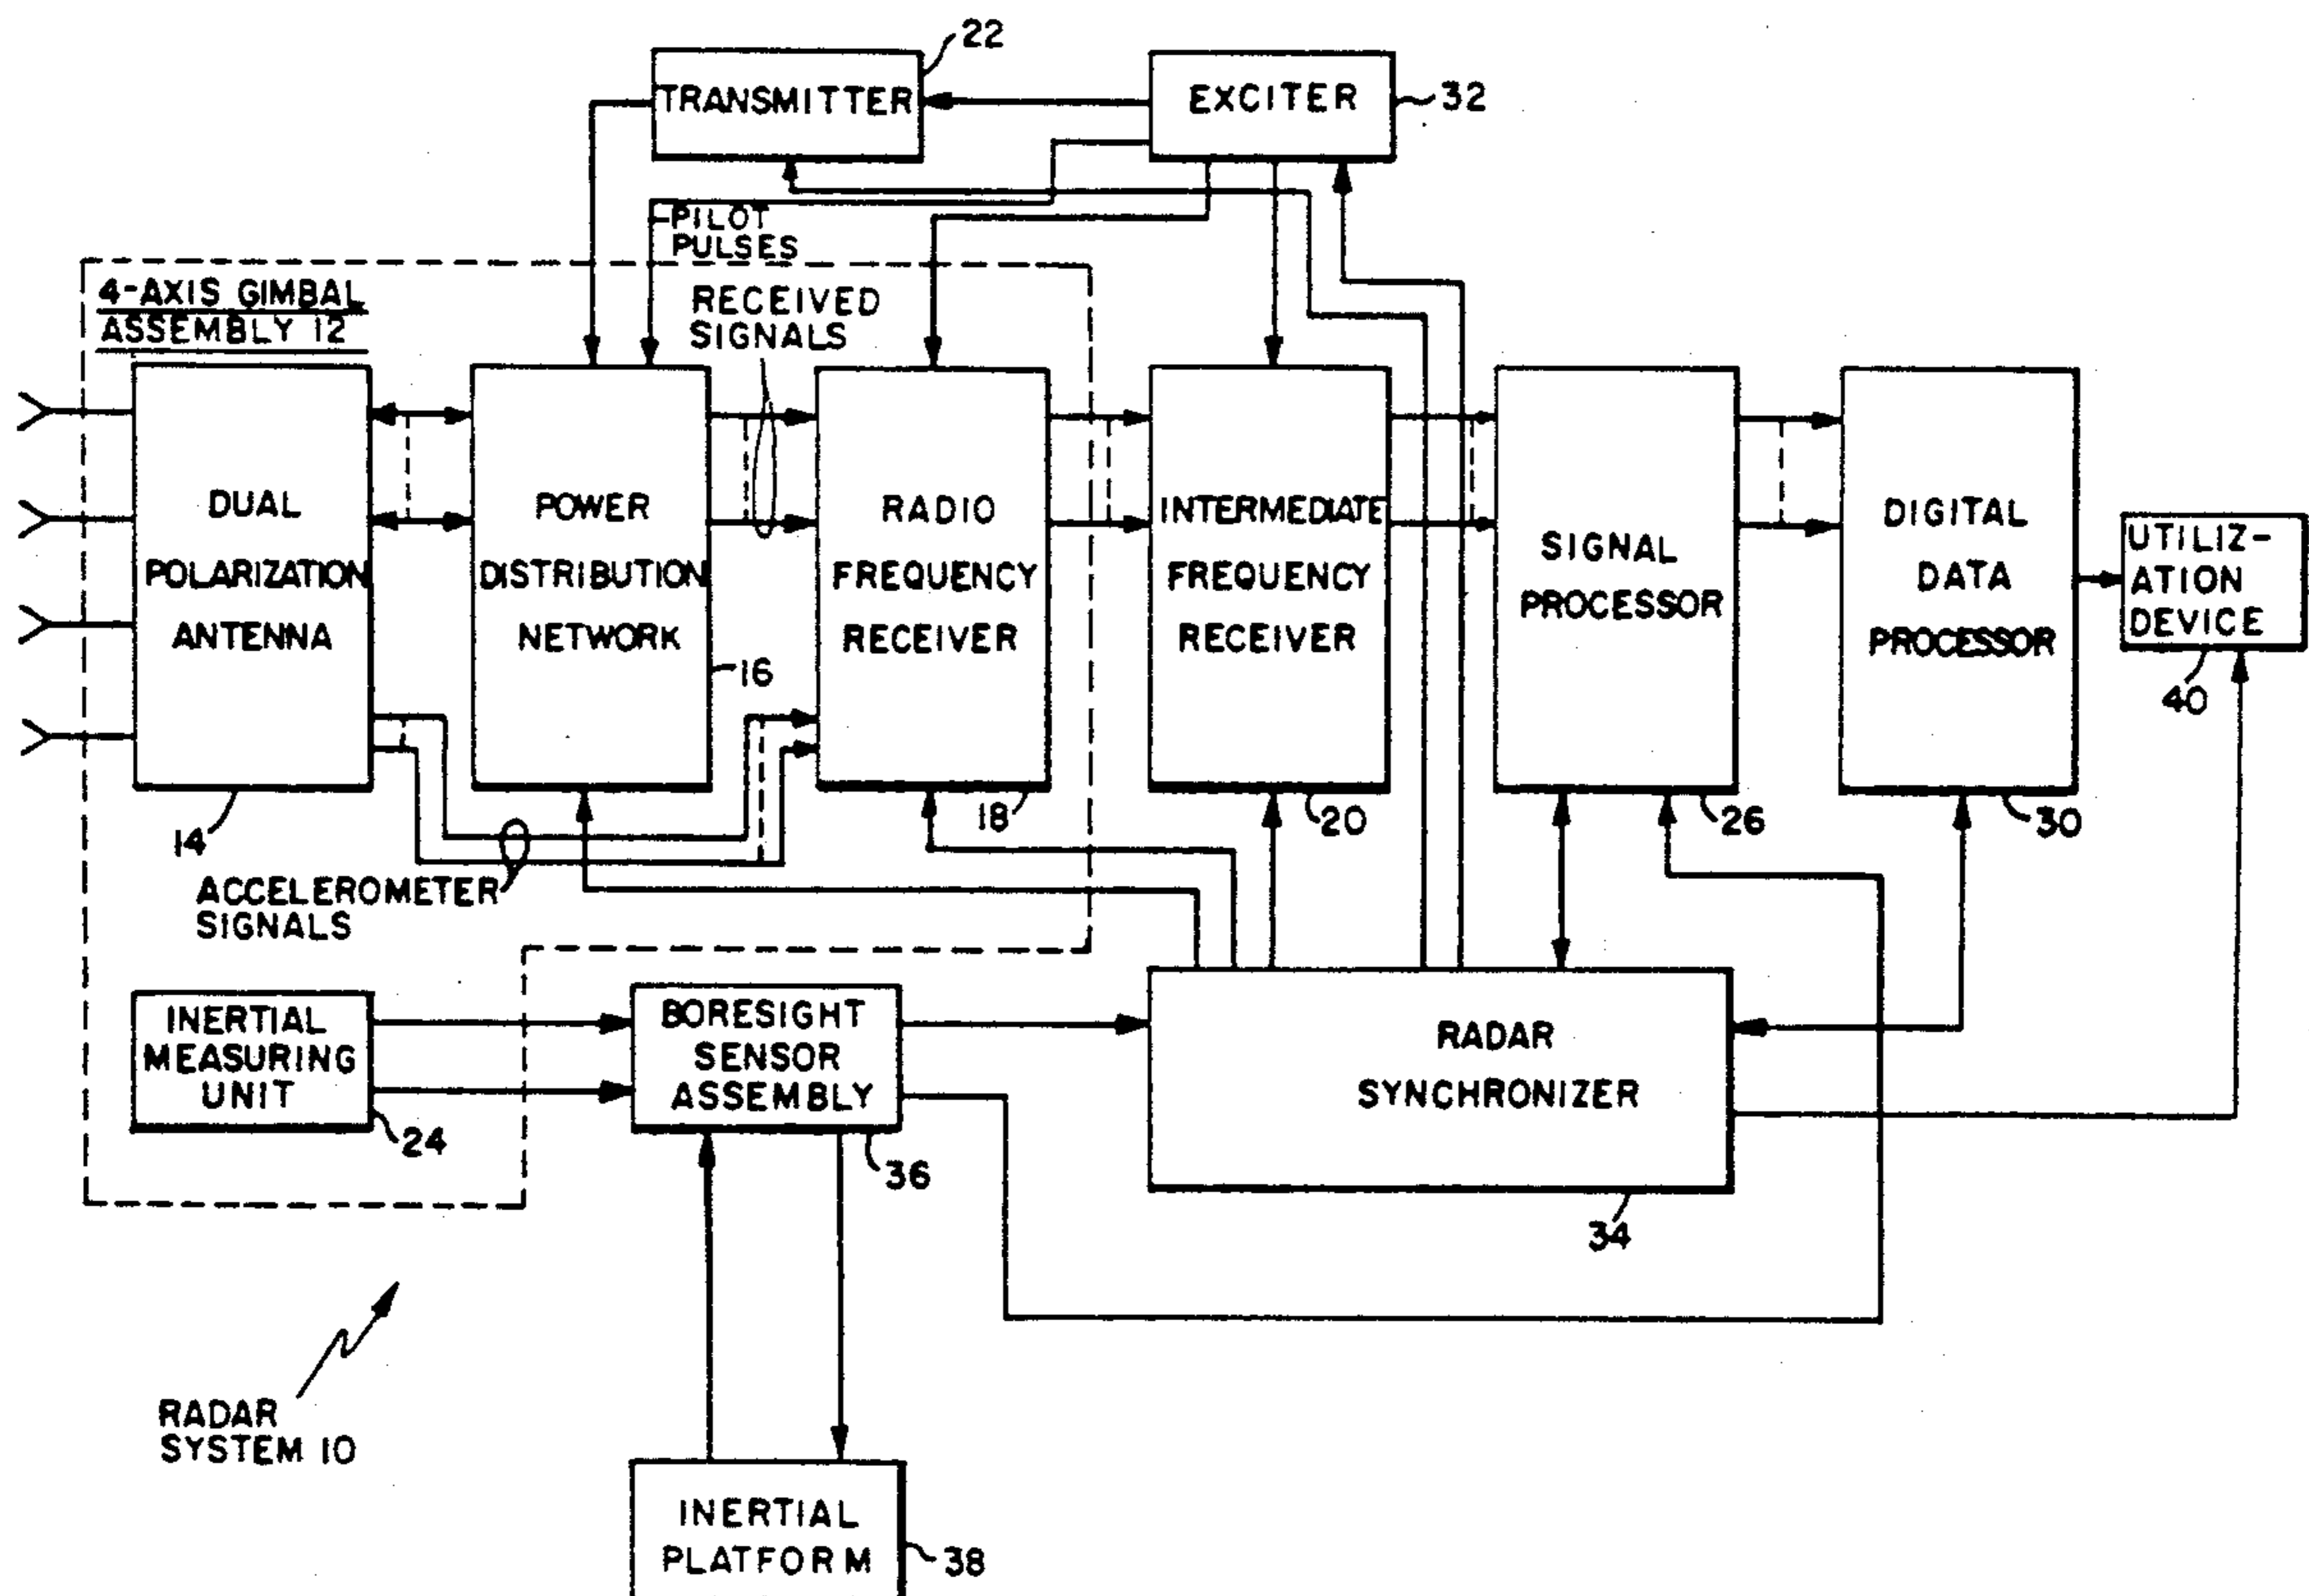 22
TRANSMITTER
EXCITER
32
PILOT
PULSES
4-AXIS GIMBAL
ASSEMBLY 12
RECEIVED
SIGNALS
DUAL
POLARIZATION
ANTENNA
14
POWER
DISTRIBUTION
NETWORK
16
RADIO
FREQUENCY
RECEIVER
18
INTERMEDIATE
FREQUENCY
RECEIVER
20
SIGNAL
PROCESSOR
26
DIGITAL
DATA
PROCESSOR
30
UTILIZ-
ATION
DEVICE
40
ACCELEROMETER
SIGNALS
INERTIAL
MEASURING
UNIT
24
BORESIGHT
SENSOR
ASSEMBLY
36
RADAR
SYNCHRONIZER
34
RADAR
SYSTEM 10
INERTIAL
PLATFORM
38